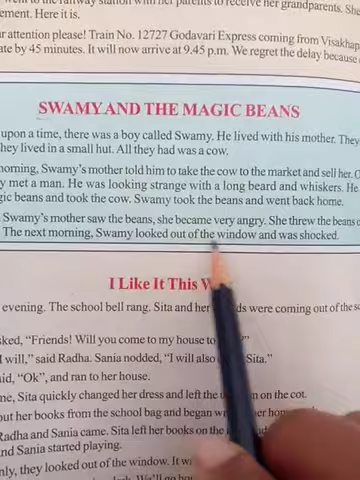 went to the railway station with her parents to receive her grandparents. She
ement. Here it is.
ur attention please! Train No. 12727 Godavari Express coming from Visakhap
ate by 45 minutes. It will now arrive at 9.45 p.m. We regret the delay because
SWAMY AND THE MAGIC BEANS
upon a time, there was a boy called Swamy. He lived with his mother. They
hey lived in a small hut. All they had was a cow.
orning, Swamy's mother told him to take the cow to the market and sell her. O
y met a man. He was looking strange with a long beard and whiskers. He
gic beans and took the cow. Swamy took the beans and went back home.
Swamy's mother saw the beans, she became very angry. She threw the beans o
The next morning, Swamy looked out of the window and was shocked.
I Like It This W
evening. The school bell rang. Sita and her ds were coming out of the sc
sked, "Friends! Will you come to my house to
I will," said Radha. Sania nodded, "I will also Sita."
aid, "Ok", and ran to her house.
me, Sita quickly changed her dress and left the n on the cot.
out her books from the school bag and began w her
Radha and Sania came. Sita left her books on the
nd Sania started playing.
nly, they looked out of the window. It